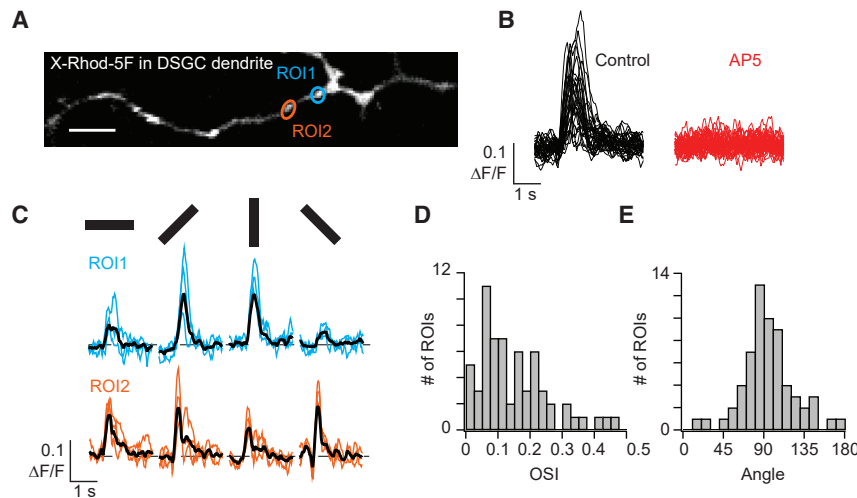 A
X-Rhod-5F in DSGC dendrite
ROI1
ROI2
B
Control
AP5
0.1
ΔF/F
1 s
C
ROI1
ROI2
0.1
ΔF/F
1 s
D
12
# of ROIs
0
0 0.1 0.2 0.3 0.4 0.5
OSI
E
14
# of ROIs
0
0 45 90 135 180
Angle